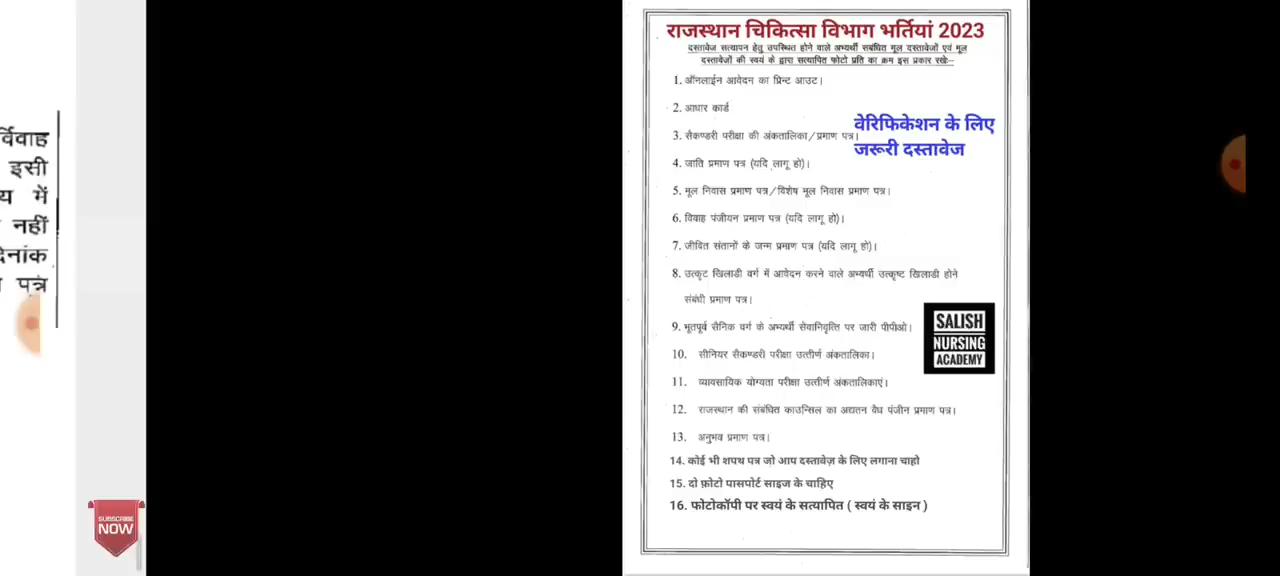 र्विवाह
इसी
य में
नहीं
दिनांक
पत्र
SUBSCRIBE
NOW
राजस्थान चिकित्सा विभाग भर्तियां 2023
दस्तावेज सत्यापन हेतु उपस्थित होने वाले अभ्यर्थी सबंधित मूल दस्तावेजों एवं मूल
दस्तावेजों की स्वयं के द्वारा सत्यापित फोटो प्रति का क्रम इस प्रकार रखेः—
1. ऑनलाईन आवेदन का प्रिन्ट आउट।
2. आधार कार्ड
3. सैकण्डरी परीक्षा की अंकतालिका/प्रमाण पत्र।
वेरिफिकेशन के लिए
जरूरी दस्तावेज
4. जाति प्रमाण पत्र (यदि लागू हो)।
5. मूल निवास प्रमाण पत्र/विशेष मूल निवास प्रमाण पत्र।
6. विवाह पंजीयन प्रमाण पत्र (यदि लागू हो)।
7. जीवित संतानों के जन्म प्रमाण पत्र (यदि लागू हो)।
8. उत्कृट खिलाडी वर्ग में आवेदन करने वाले अभ्यर्थी उत्कृष्ट खिलाडी होने
संबंधी प्रमाण पत्र।
9. भूतपूर्व सैनिक वर्ग के अभ्यर्थी सेवानिवृत्ति पर जारी पीपीओ।
10. सीनियर सैकण्डरी परीक्षा उत्तीर्ण अंकतालिका।
11. व्यावसायिक योग्यता परीक्षा उत्तीर्ण अंकतालिकाएं।
12. राजस्थान की संबंधित काउन्सिल का अद्यतन वैध पंजीन प्रमाण पत्र।
13. अनुभव प्रमाण पत्र।
14. कोई भी शपथ पत्र जो आप दस्तावेज़ के लिए लगाना चाहो
15. दो फ़ोटो पासपोर्ट साइज के चाहिए
16. फोटोकॉपी पर स्वयं के सत्यापित ( स्वयं के साइन )
SALISH
NURSING
ACADEMY